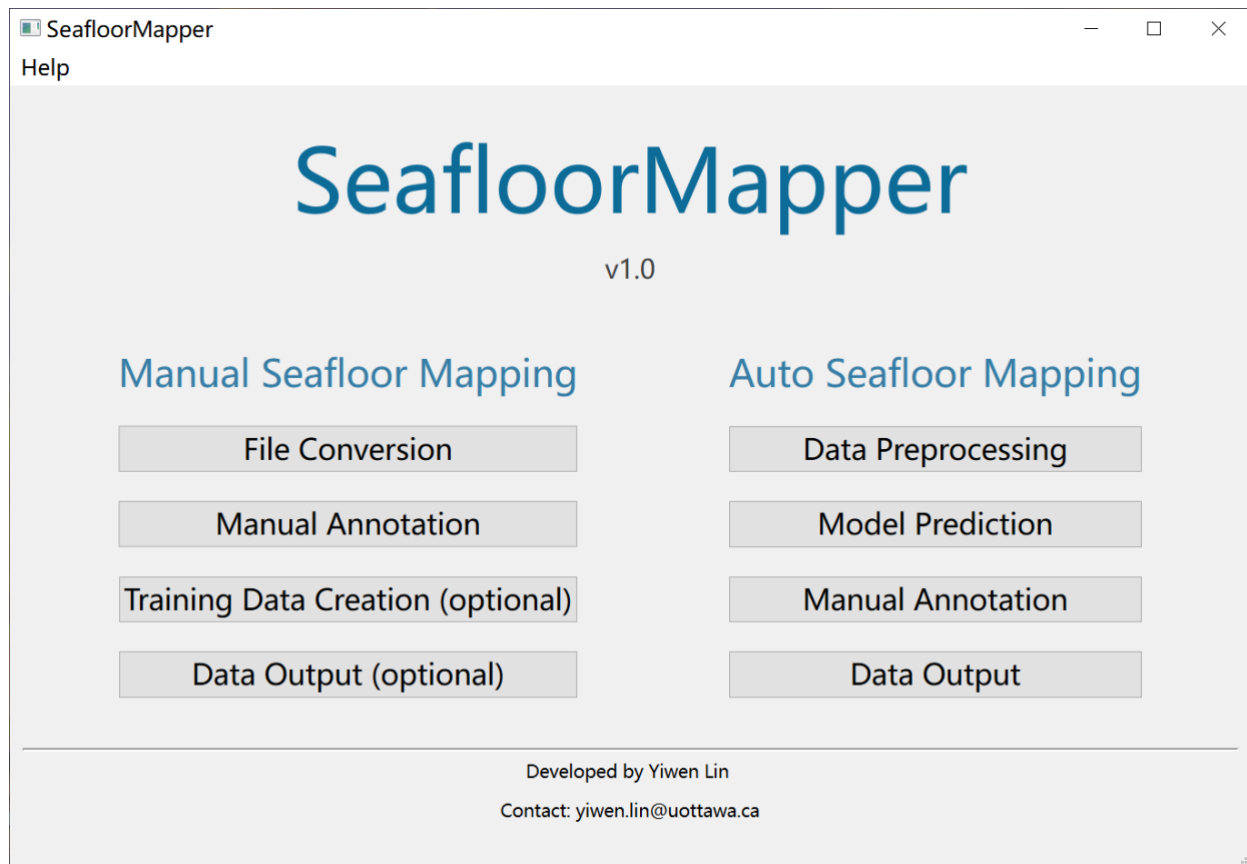 SeafloorMapper
Help
SeafloorMapper
v1.0
Manual Seafloor Mapping
File Conversion
Manual Annotation
Training Data Creation (optional)
Data Output (optional)
Auto Seafloor Mapping
Data Preprocessing
Model Prediction
Manual Annotation
Data Output
Developed by Yiwen Lin
Contact: yiwen.lin@uottawa.ca